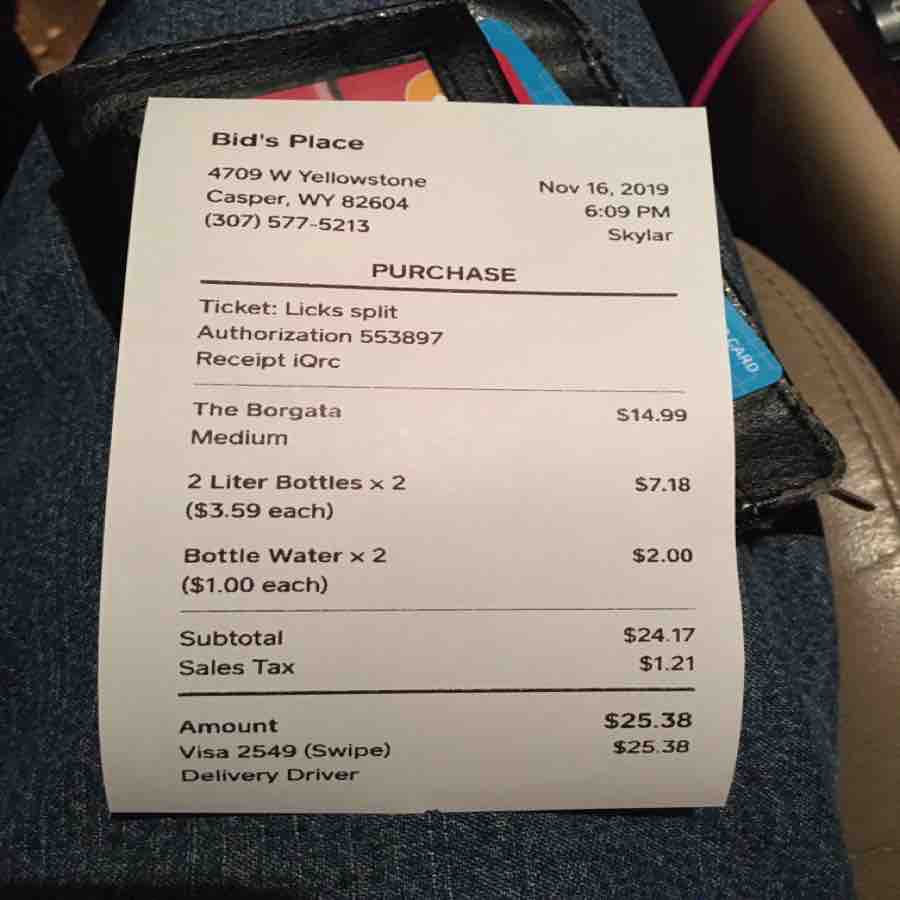 Bid's Place
4709 W Yellowstone
Casper, WY 82604
(307) 577-5213
Nov 16, 2019
6:09 PM
Skylar
PURCHASE
Ticket: Licks split
Authorization 553897
Receipt iQrc
The Borgata $14.99
Medium
2 Liter Bottles x 2 $7.18
($3.59 each)
Bottle Water x 2 $2.00
($1.00 each)
Subtotal $24.17
Sales Tax $1.21
Amount $25.38
Visa 2549 (Swipe) $25.38
Delivery Driver
CARD